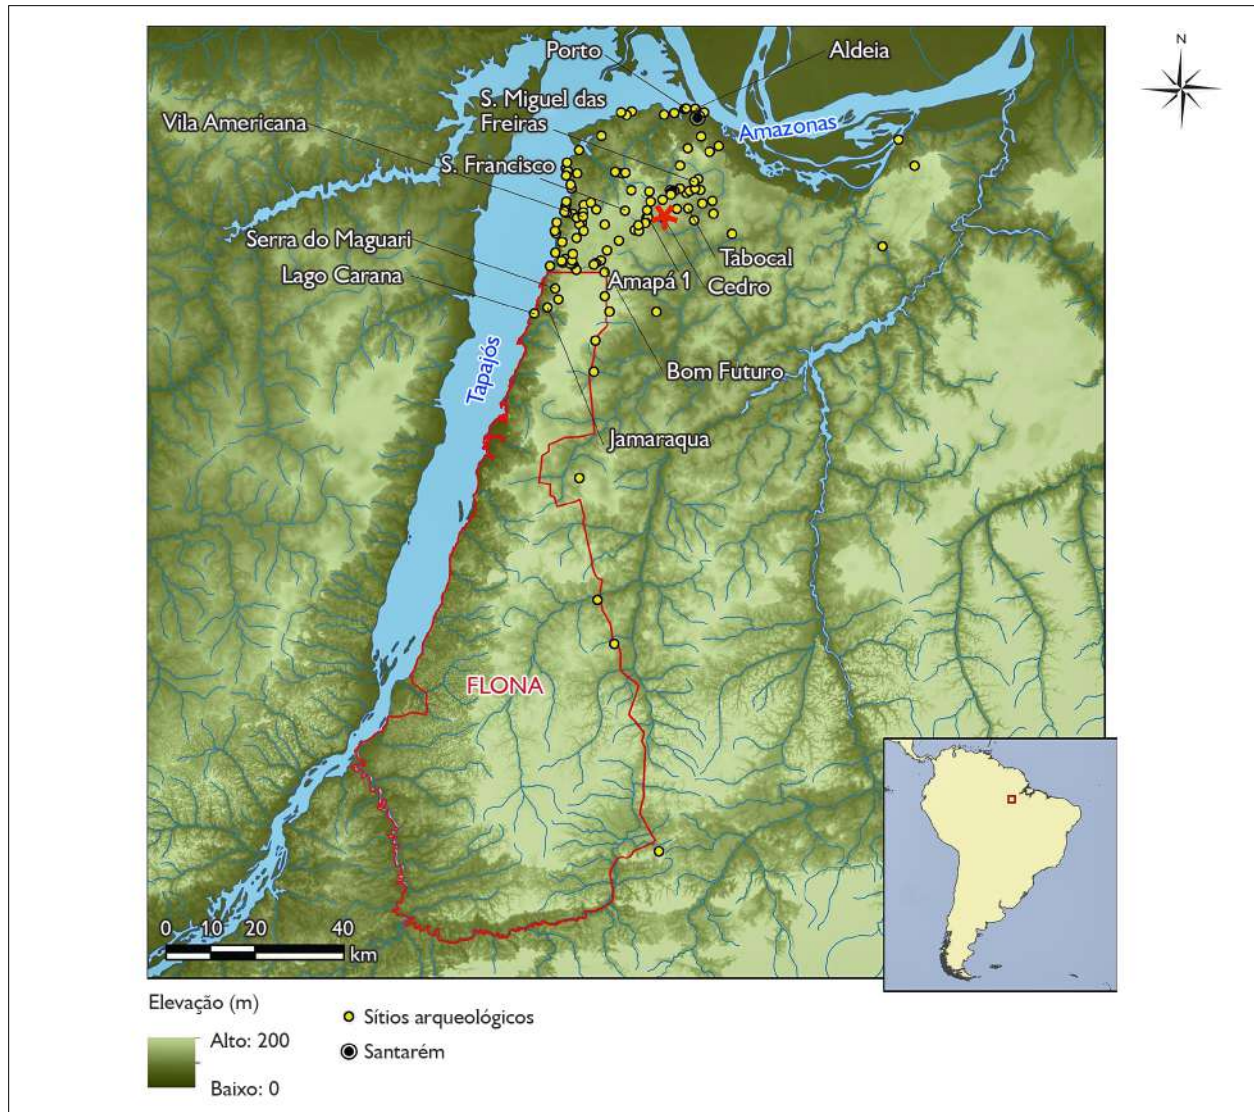 N
Porto
Aldeia
S. Miguel das
Freiras
Vila Americana
Amazonas
S. Francisco
Serra do Maguari
Tabocal
Lago Carana
Amapá 1
Cedro
Tapajós
Bom Futuro
Jamaraqua
FLONA
0 10 20 40
km
Elevação (m)
Alto: 200
Baixo: 0
Sítios arqueológicos
Santarém